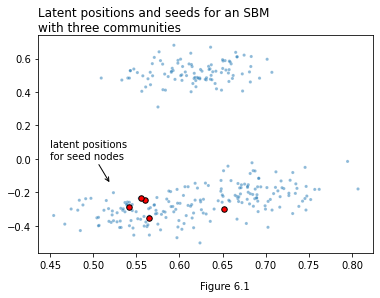 Latent positions and seeds for an SBM
with three communities
0.6
0.4
0.2
0.0
−0.2
−0.4
latent positions
for seed nodes
0.45 0.50 0.55 0.60 0.65 0.70 0.75 0.80
Figure 6.1